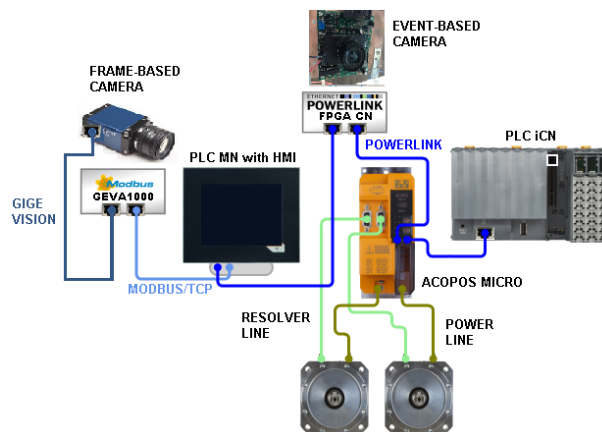 EVENT-BASED
CAMERA
FRAME-BASED
CAMERA
ETHERNET
POWERLINK
FPGA CN
POWERLINK
PLC iCN
PLC MN with HMI
Modbus
GEVA1000
GIGE
VISION
MODBUS/TCP
ACOPOS MICRO
RESOLVER
LINE
POWER
LINE